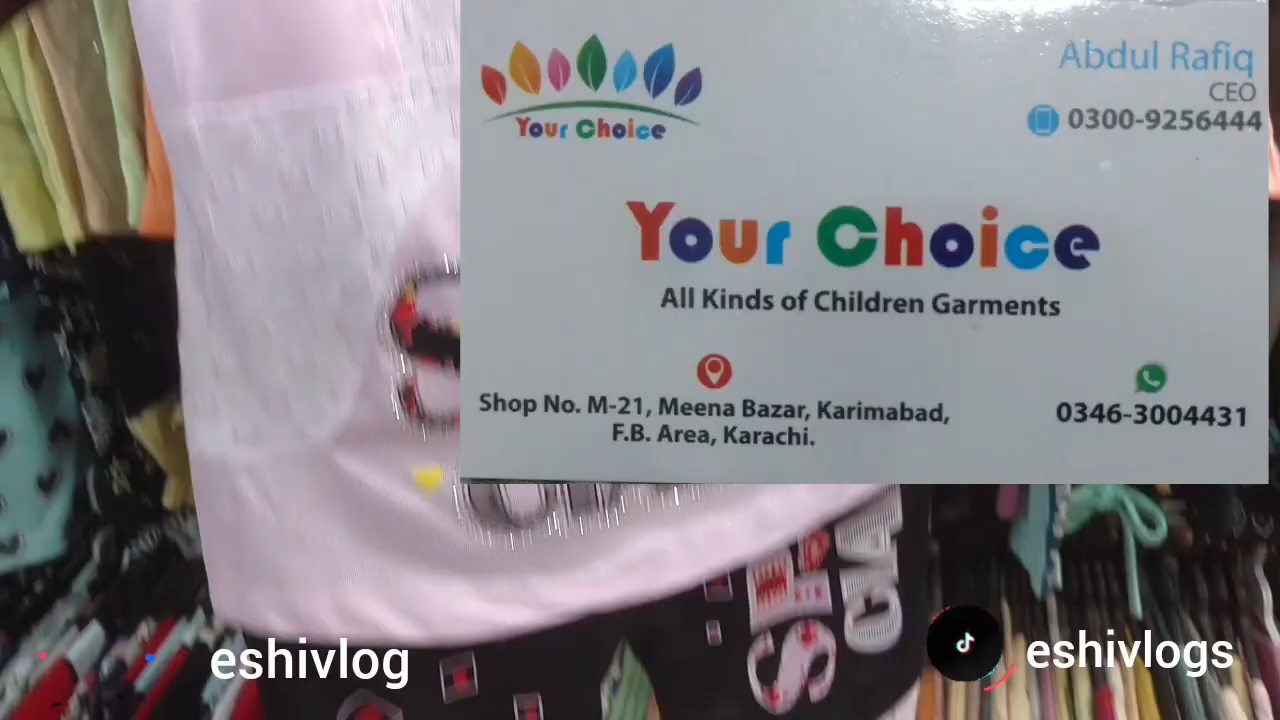 Your Choice
Abdul Rafiq
CEO
0300-9256444
Your Choice
All Kinds of Children Garments
Shop No. M-21, Meena Bazar, Karimabad,
F.B. Area, Karachi.
0346-3004431
eshivlog
eshivlogs